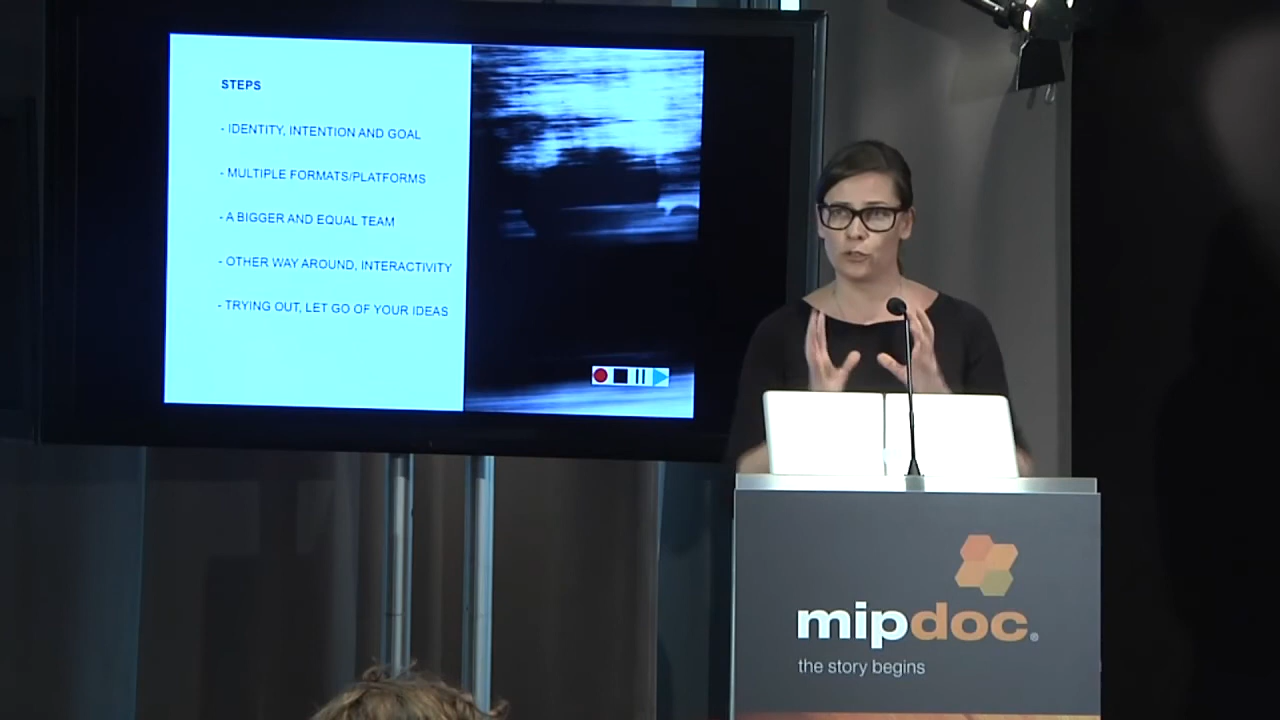 STEPS
- IDENTITY, INTENTION AND GOAL
- MULTIPLE FORMATS/PLATFORMS
- A BIGGER AND EQUAL TEAM
- OTHER WAY AROUND, INTERACTIVITY
- TRYING OUT, LET GO OF YOUR IDEAS
mipdoc®
the story begins